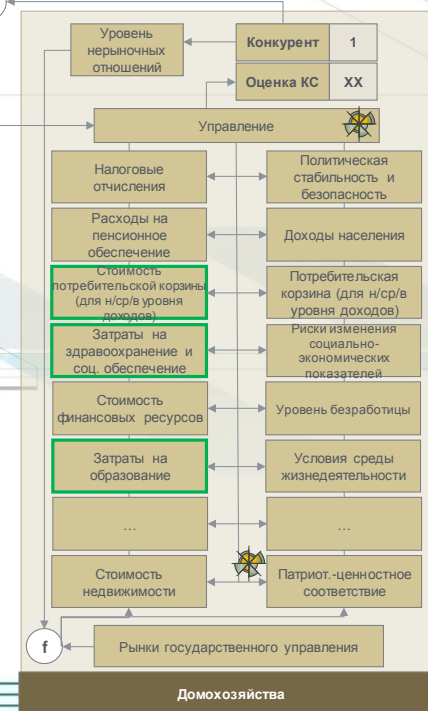 Уровень
нерыночных
отношений
Конкурент
1
Оценка КС
XX
Управление
Налоговые
отчисления
Политическая
стабильность и
безопасность
Расходы на
пенсионное
обеспечение
Доходы населения
Стоимость
потребительской корзины
(для н/ср/в уровня
доходов)
Потребительская
корзина (для н/ср/в
уровня доходов)
Затраты на
здравоохранение и
соц. обеспечение
Риски изменения
социально-
экономических
показателей
Стоимость
финансовых ресурсов
Уровень безработицы
Затраты на
образование
Условия среды
жизнедеятельности
...
...
Стоимость
недвижимости
Патриот.-ценностное
соответствие
f
Рынки государственного управления
Домохозяйства